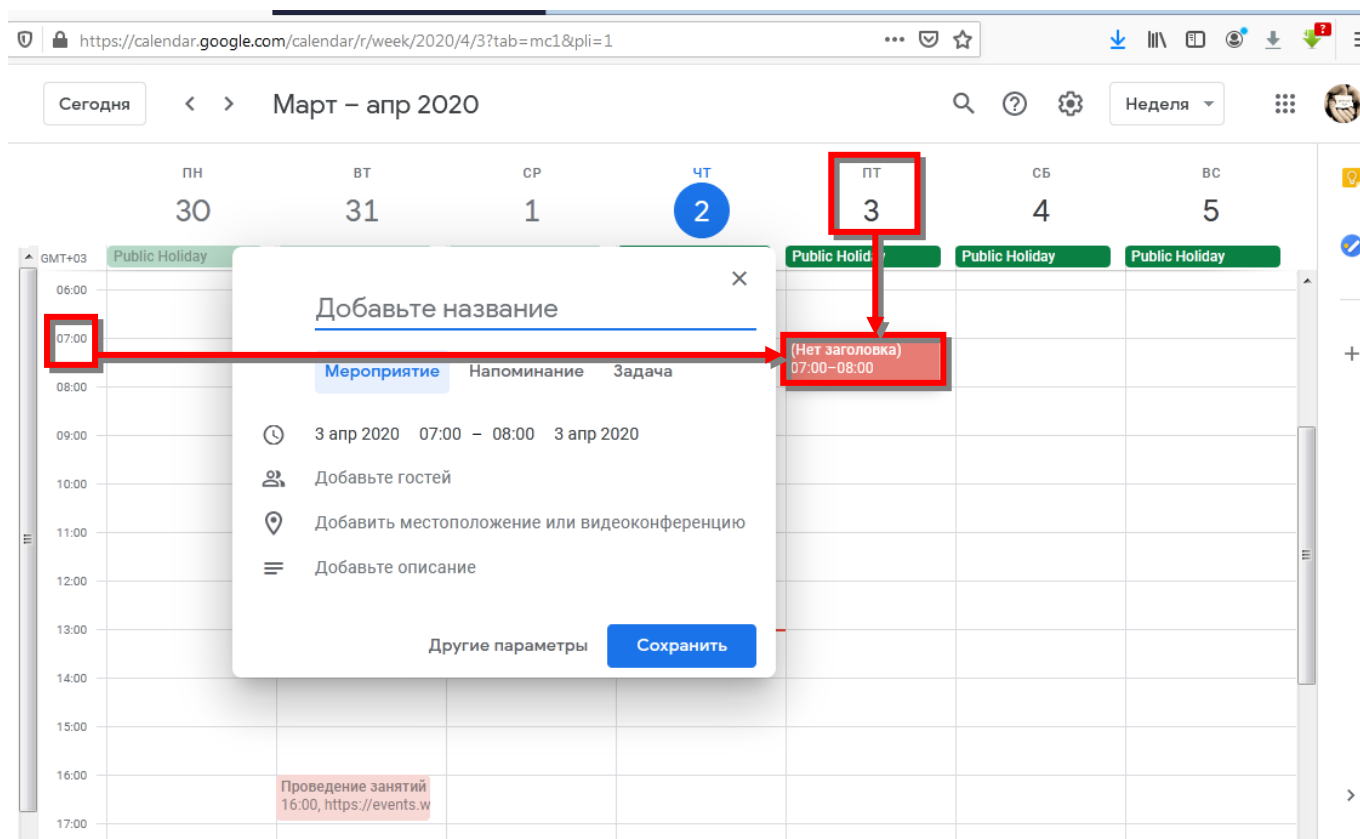 https://calendar.google.com/calendar/r/week/2020/4/3?tab=mc1&pli=1
?
Сегодня
Март – апр 2020
Неделя
ПН
ВТ
СР
ЧТ
ПТ
СБ
ВС
30
31
1
2
3
4
5
GMT+03
Public Holiday
Public Holiday
Public Holiday
Public Holiday
06:00
07:00
08:00
09:00
10:00
11:00
12:00
13:00
14:00
15:00
16:00
17:00
Добавьте название
Мероприятие Напоминание Задача
3 апр 2020 07:00 – 08:00 3 апр 2020
Добавьте гостей
Добавить местоположение или видеоконференцию
Добавьте описание
Другие параметры Сохранить
(Нет заголовка)
07:00–08:00
Проведение занятий
16:00, https://events.w